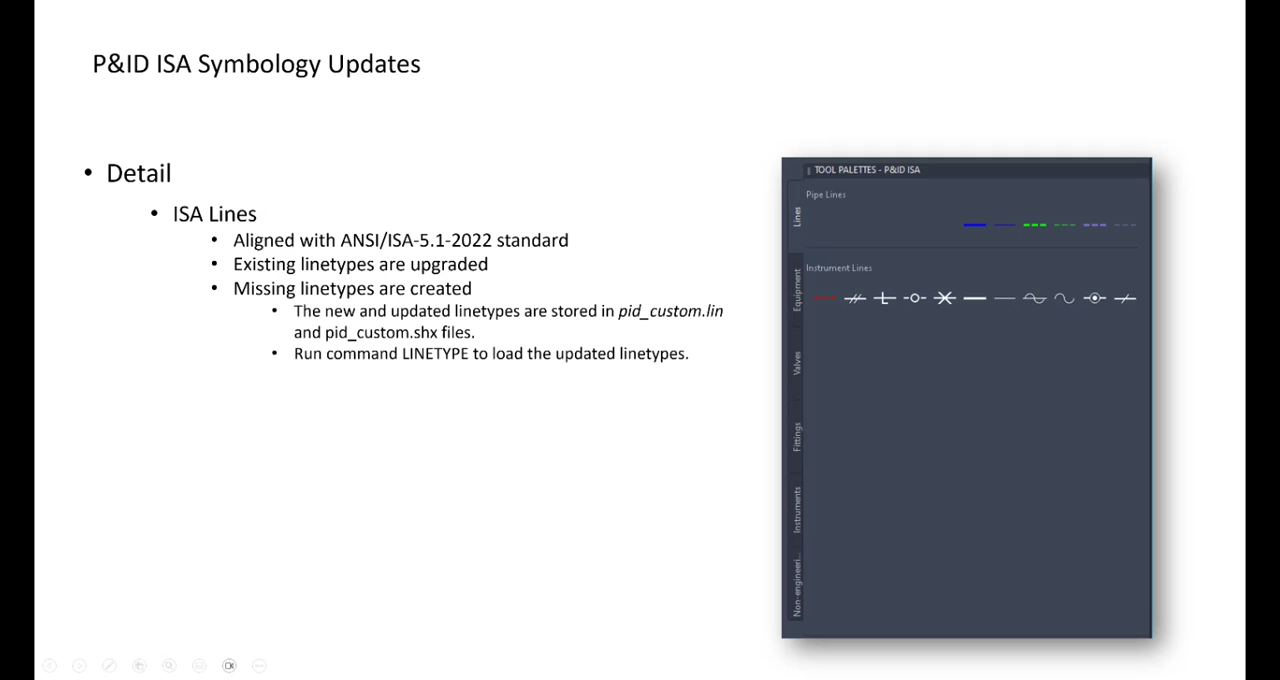 P&ID ISA Symbology Updates
• Detail
• ISA Lines
• Aligned with ANSI/ISA-5.1-2022 standard
• Existing linetypes are upgraded
• Missing linetypes are created
• The new and updated linetypes are stored in pid_custom.lin
and pid_custom.shx files.
• Run command LINETYPE to load the updated linetypes.
TOOL PALETTES - P&ID ISA
Pipe Lines
Instrument Lines
Lines
Equipment
Valves
Fittings
Instruments
Non-engineeri...